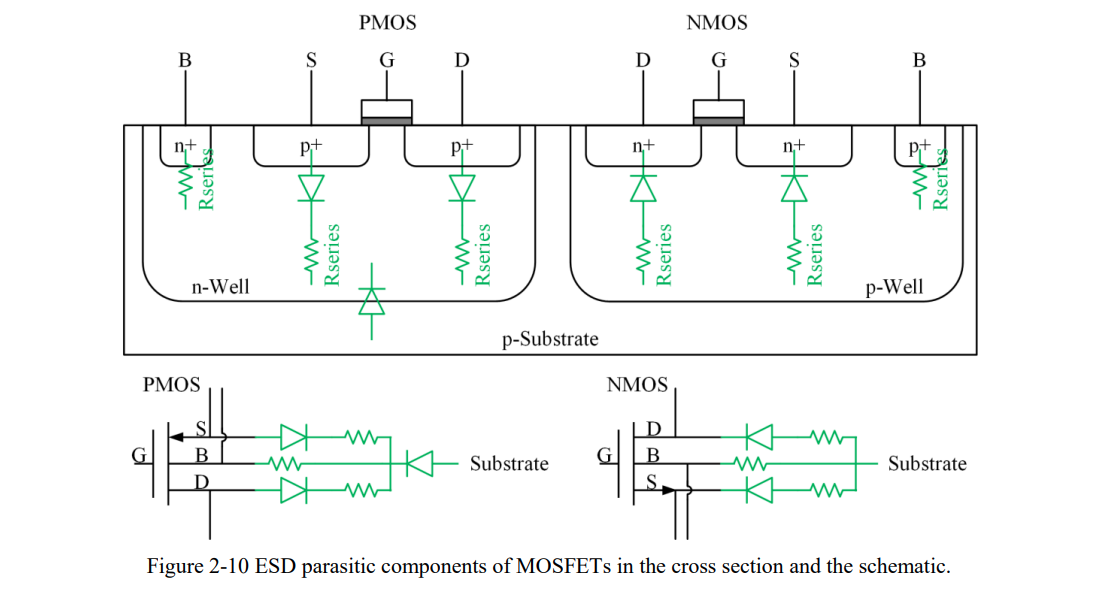 PMOS NMOS
B S G D D G S B
n+ p+ p+ n+ n+ p+
Rseries Rseries
Rseries Rseries Rseries Rseries
n-Well p-Well
p-Substrate
PMOS NMOS
S D
G B Substrate G B Substrate
D S
Figure 2-10 ESD parasitic components of MOSFETs in the cross section and the schematic.